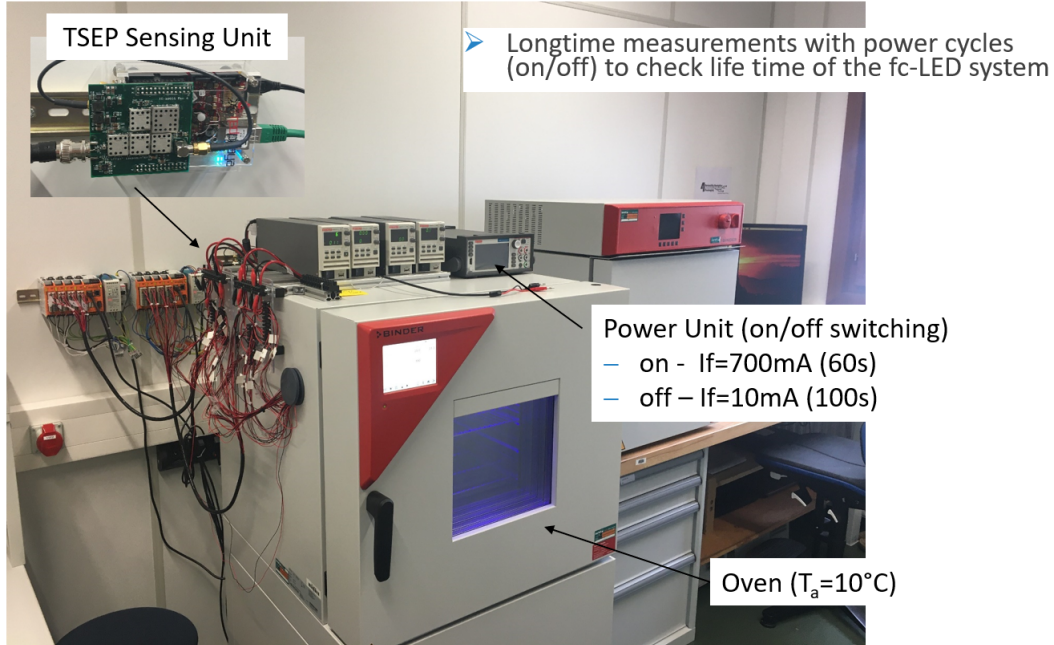 TSEP Sensing Unit
➢ Longtime measurements with power cycles
(on/off) to check life time of the fc-LED system
BINDER
Power Unit (on/off switching)
– on - If=700mA (60s)
– off – If=10mA (100s)
Oven (Tₐ=10°C)